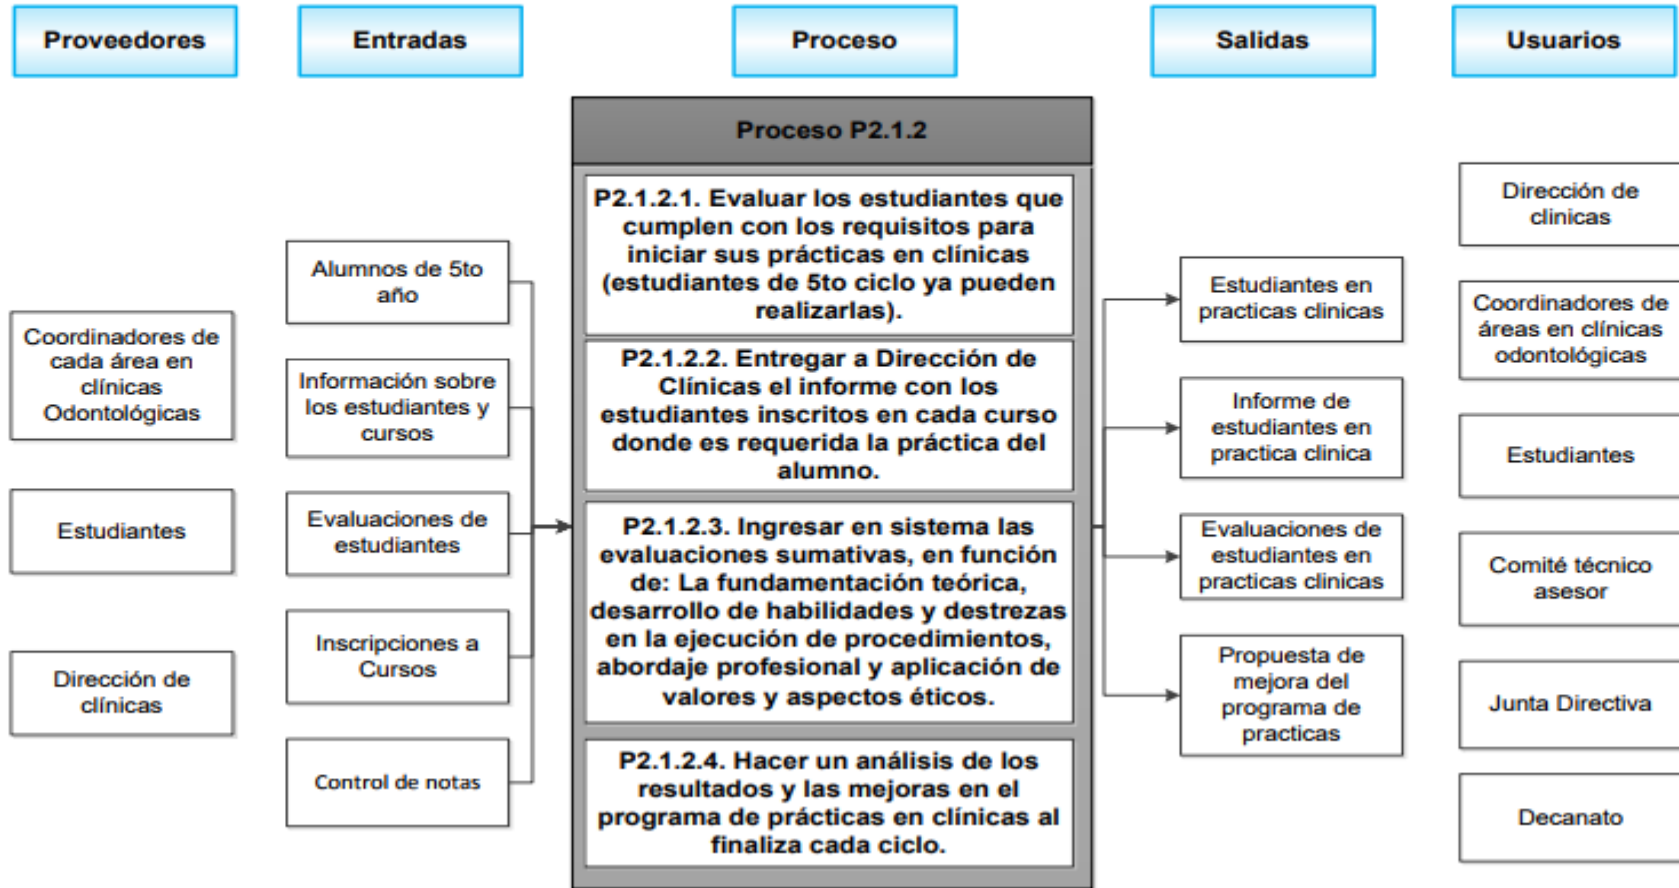 Proveedores
Entradas
Proceso
Salidas
Usuarios
Coordinadores de
cada área en
clínicas
Odontológicas
Estudiantes
Dirección de
clínicas
Alumnos de 5to
año
Información sobre
los estudiantes y
cursos
Evaluaciones de
estudiantes
Inscripciones a
Cursos
Control de notas
Proceso P2.1.2
P2.1.2.1. Evaluar los estudiantes que
cumplen con los requisitos para
iniciar sus prácticas en clínicas
(estudiantes de 5to ciclo ya pueden
realizarlas).
P2.1.2.2. Entregar a Dirección de
Clínicas el informe con los
estudiantes inscritos en cada curso
donde es requerida la práctica del
alumno.
P2.1.2.3. Ingresar en sistema las
evaluaciones sumativas, en función
de: La fundamentación teórica,
desarrollo de habilidades y destrezas
en la ejecución de procedimientos,
abordaje profesional y aplicación de
valores y aspectos éticos.
P2.1.2.4. Hacer un análisis de los
resultados y las mejoras en el
programa de prácticas en clínicas al
finaliza cada ciclo.
Estudiantes en
practicas clinicas
Informe de
estudiantes en
practica clinica
Evaluaciones de
estudiantes en
practicas clinicas
Propuesta de
mejora del
programa de
practicas
Dirección de
clinicas
Coordinadores de
áreas en clínicas
odontológicas
Estudiantes
Comité técnico
asesor
Junta Directiva
Decanato